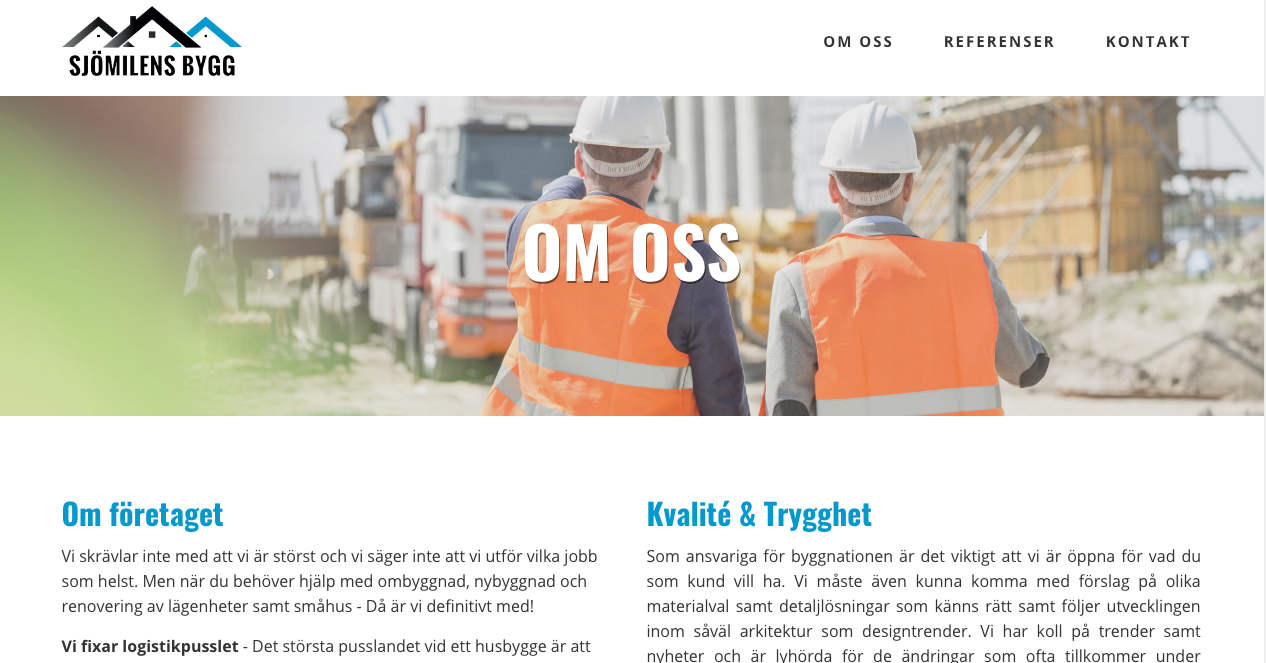 SJÖMILENS BYGG
OM OSS
REFERENSER
KONTAKT
OM OSS
Om företaget
Vi skrävlar inte med att vi är störst och vi säger inte att vi utför vilka jobb
som helst. Men när du behöver hjälp med ombyggnad, nybyggnad och
renovering av lägenheter samt småhus - Då är vi definitivt med!
Vi fixar logistikpusslet - Det största pusslandet vid ett husbygge är att
Kvalité & Trygghet
Som ansvariga för byggnationen är det viktigt att vi är öppna för vad du
som kund vill ha. Vi måste även kunna komma med förslag på olika
materialval samt detaljlösningar som känns rätt samt följer utvecklingen
inom såväl arkitektur som designtrender. Vi har koll på trender samt
nyheter och är lyhörda för de ändringar som ofta tillkommer under